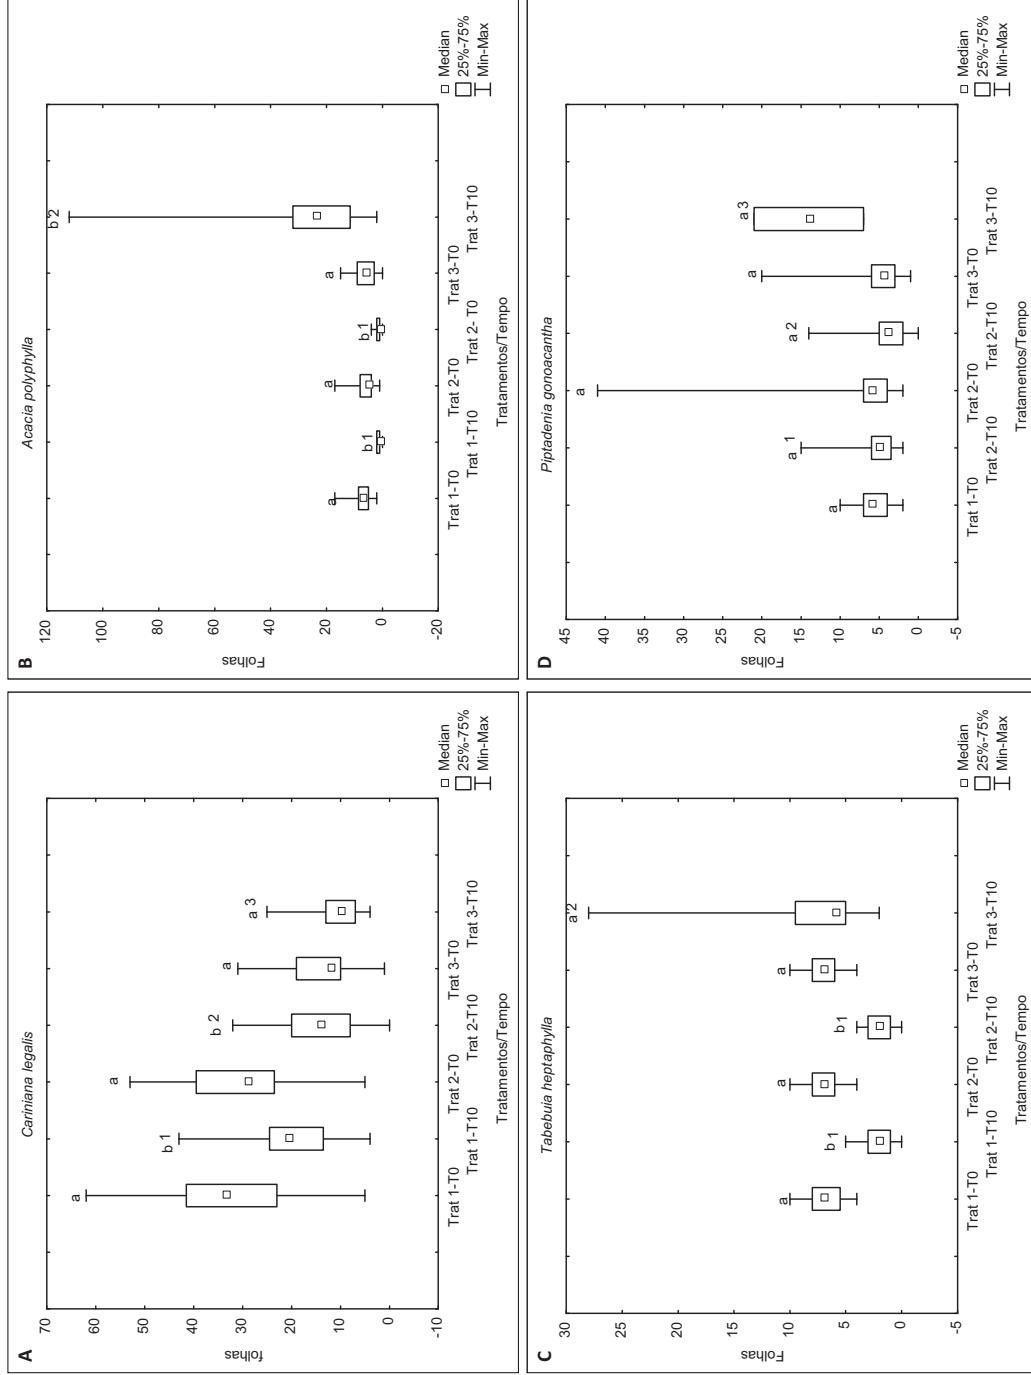 A
Cariniana legalis
folhas
70
60
50
40
30
20
10
0
-10
a
b 1
a
b 2
a
a 3
Trat 1-T0
Trat 1-T10
Trat 2-T0
Trat 2-T10
Trat 3-T0
Trat 3-T10
Tratamentos/Tempo
Median
25%-75%
Min-Max
B
Acacia polyphylla
Folhas
120
100
80
60
40
20
0
-20
a
b 1
a
b 1
a
b 2
Trat 1-T0
Trat 1-T10
Trat 2-T0
Trat 2- T0
Trat 3-T0
Trat 3-T10
Tratamentos/Tempo
Median
25%-75%
Min-Max
C
Tabebuia heptaphylla
Folhas
30
25
20
15
10
5
0
-5
a
b 1
a
b 1
a
a 2
Trat 1-T0
Trat 1-T10
Trat 2-T0
Trat 2-T10
Trat 3-T0
Trat 3-T10
Tratamentos/Tempo
Median
25%-75%
Min-Max
D
Piptadenia gonoacantha
Folhas
45
40
35
30
25
20
15
10
5
0
-5
a
a 1
a
a 2
a
a 3
Trat 1-T0
Trat 2-T10
Trat 2-T0
Trat 2-T10
Trat 3-T0
Trat 3-T10
Tratamentos/Tempo
Median
25%-75%
Min-Max